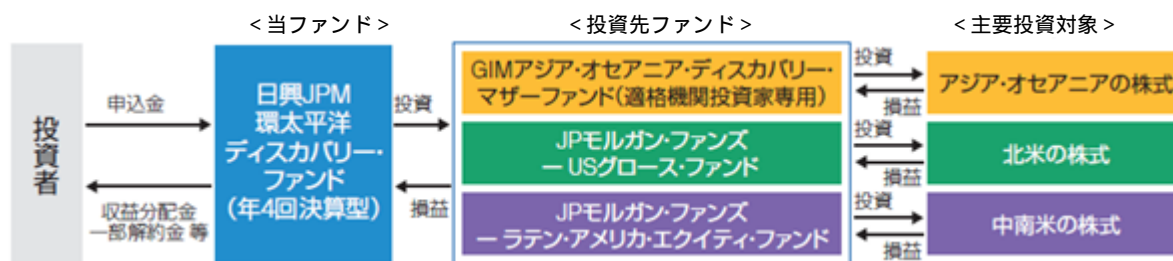 ＜当ファンド＞
＜投資先ファンド＞
＜主要投資対象＞
投資者
申込金
収益分配金
一部解約金 等
日興JPM
環太平洋
ディスカバリー・
ファンド
（年4回決算型）
投資
損益
GIMアジア・オセアニア・ディスカバリー・
マザーファンド（適格機関投資家専用）
JPモルガン・ファンズ
－USグロース・ファンド
JPモルガン・ファンズ
－ラテン・アメリカ・エクイティ・ファンド
投資
損益
アジア・オセアニアの株式
投資
損益
北米の株式
投資
損益
中南米の株式